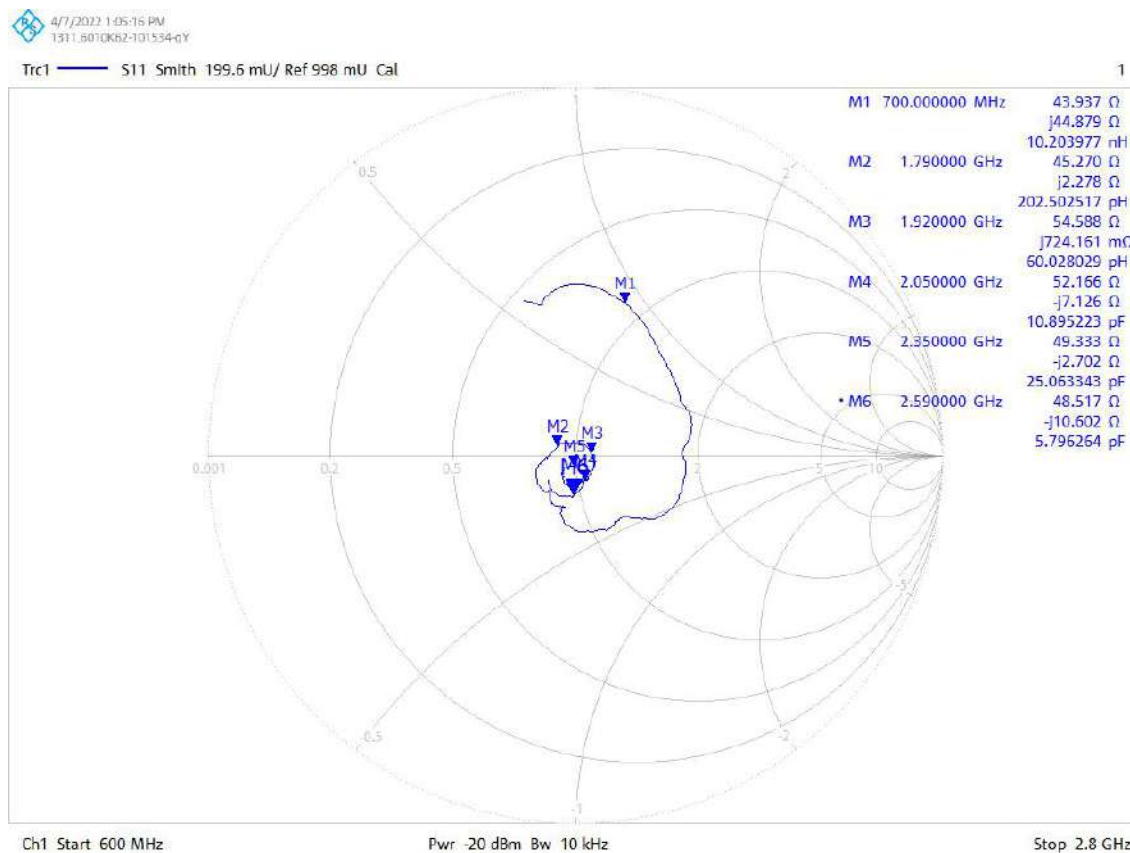 4/7/2022 1:05:16 PM
1311.6010K62-101534-qY
Trc1 S11 Smith 199.6 mU/ Ref 998 mU Cal 1
M1 700.000000 MHz 43.937 Ω
j44.879 Ω
10.203977 nH
M2 1.790000 GHz 45.270 Ω
j2.278 Ω
202.502517 pH
M3 1.920000 GHz 54.588 Ω
j724.161 mΩ
60.028029 pH
M4 2.050000 GHz 52.166 Ω
-j7.126 Ω
10.895223 pF
M5 2.350000 GHz 49.333 Ω
-j2.702 Ω
25.063343 pF
• M6 2.590000 GHz 48.517 Ω
-j10.602 Ω
5.796264 pF
1
0.5 2
M1
M2 M3
M5
M4
0.001 0.2 0.5 2 5 10
-5
-0.5 -2
-1
Ch1 Start 600 MHz Pwr -20 dBm Bw 10 kHz Stop 2.8 GHz